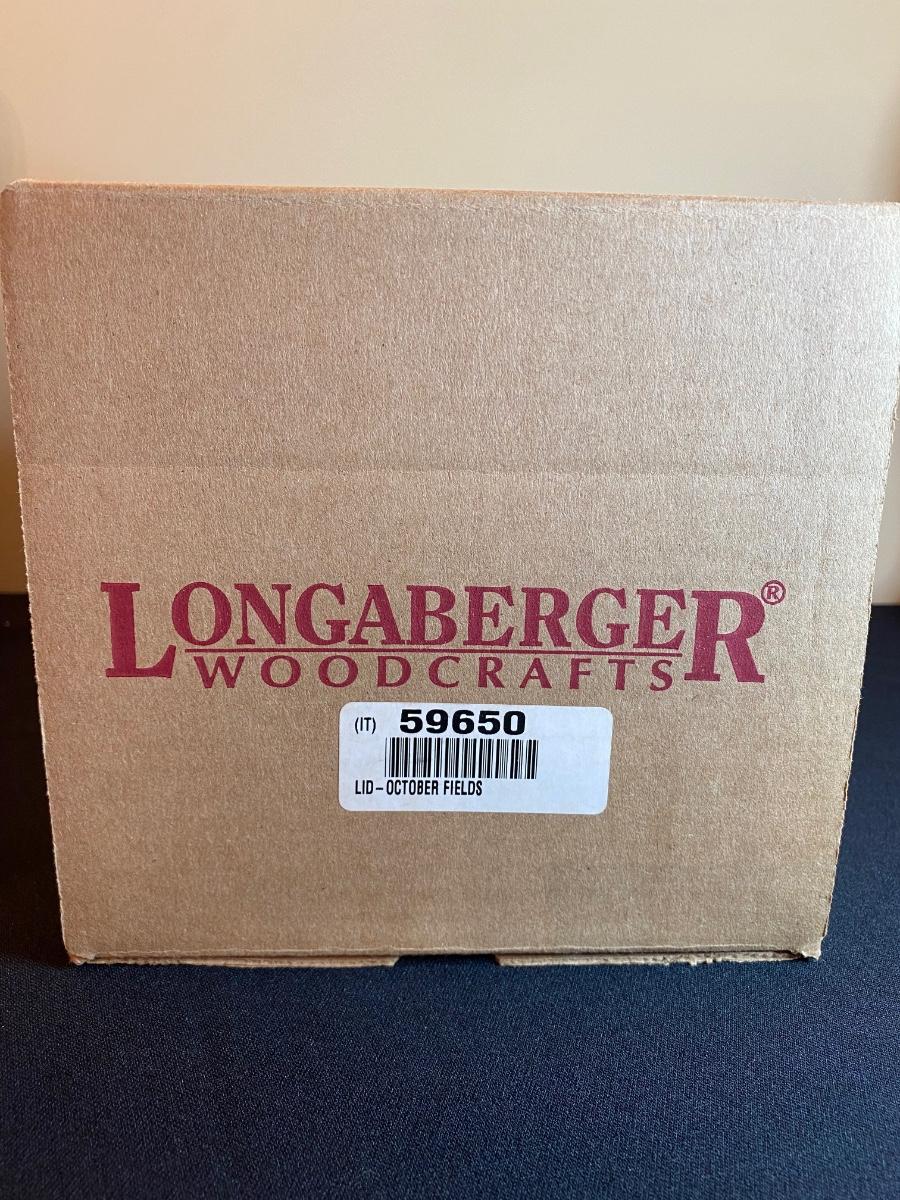 LONGABERGER®
WOODCRAFTS
(IT) 59650
LID-OCTOBER FIELDS